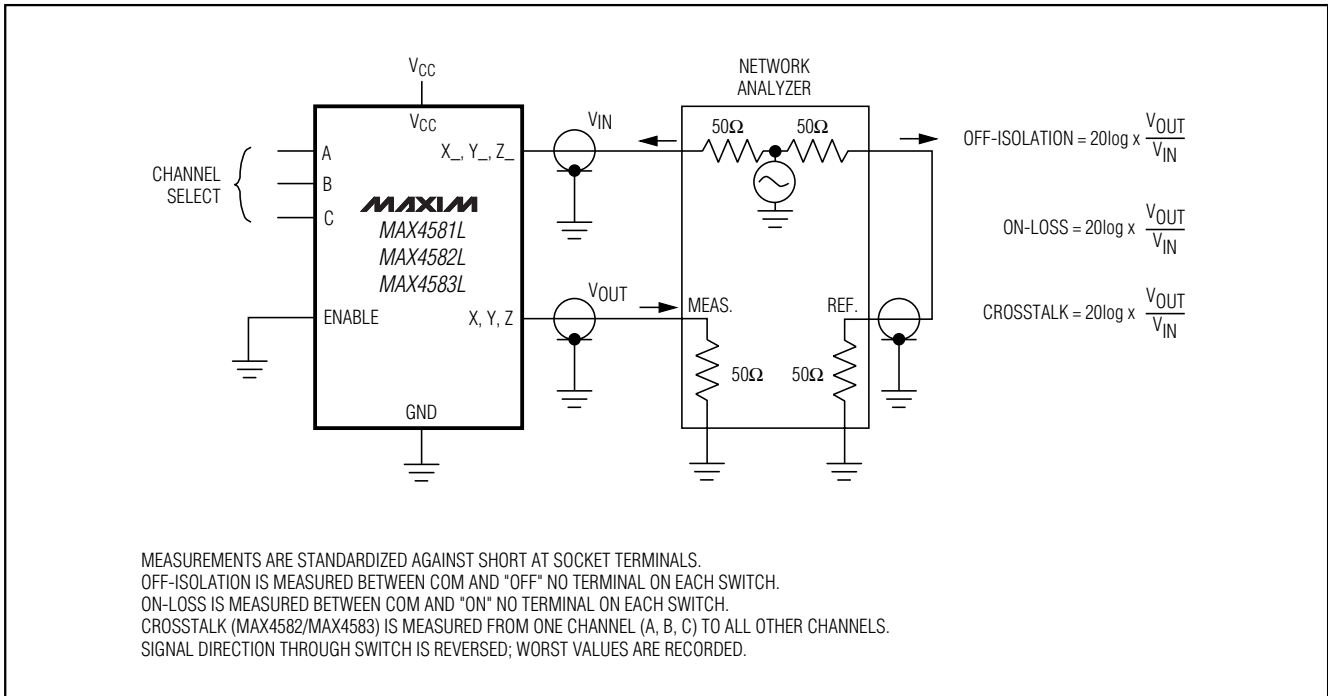 NETWORK
ANALYZER
VCC
VCC
CHANNEL
SELECT
A
B
C
X_, Y_, Z_
VIN
50Ω
50Ω
OFF-ISOLATION = 20log x VOUT
VIN
MAXIM
MAX4581L
MAX4582L
MAX4583L
ON-LOSS = 20log x VOUT
VIN
ENABLE
X, Y, Z
VOUT
MEAS.
REF.
CROSSTALK = 20log x VOUT
VIN
50Ω
50Ω
GND
MEASUREMENTS ARE STANDARDIZED AGAINST SHORT AT SOCKET TERMINALS.
OFF-ISOLATION IS MEASURED BETWEEN COM AND "OFF" NO TERMINAL ON EACH SWITCH.
ON-LOSS IS MEASURED BETWEEN COM AND "ON" NO TERMINAL ON EACH SWITCH.
CROSSTALK (MAX4582/MAX4583) IS MEASURED FROM ONE CHANNEL (A, B, C) TO ALL OTHER CHANNELS.
SIGNAL DIRECTION THROUGH SWITCH IS REVERSED; WORST VALUES ARE RECORDED.